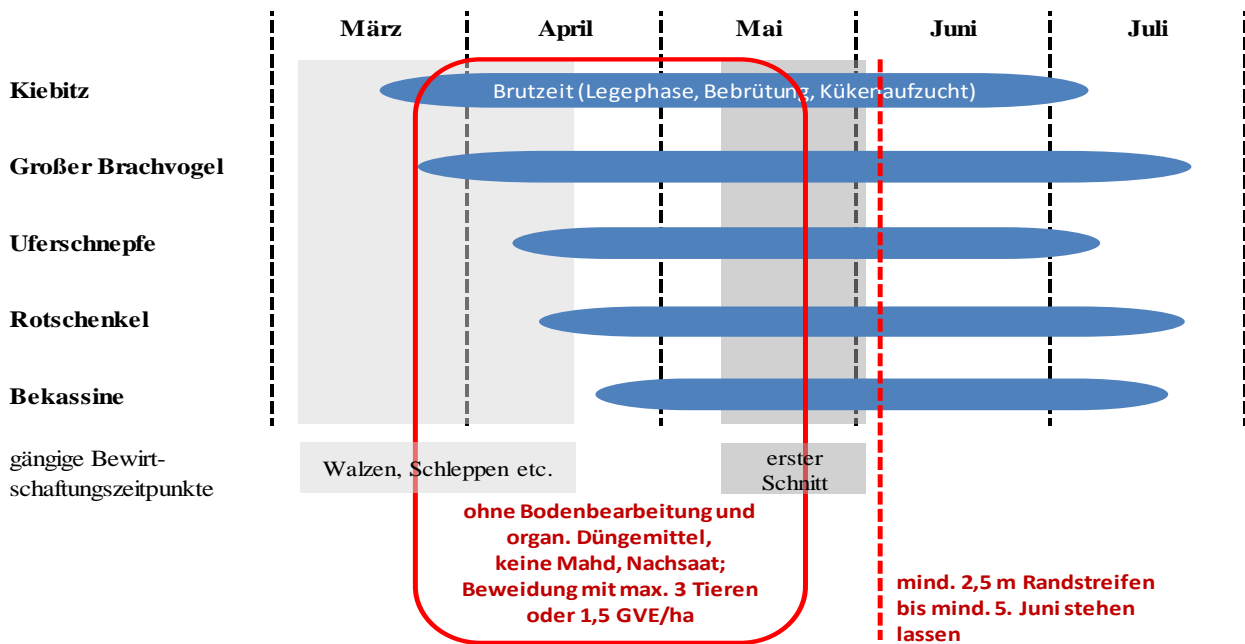 März April Mai Juni Juli
Kiebitz
Brutzeit (Legephase, Bebrütung, Kükenaufzucht)
Großer Brachvogel
Uferschnepfe
Rotschenkel
Bekassine
gängige Bewirt-
schaftungszeitpunkte
Walzen, Schleppen etc.
erster
Schnitt
ohne Bodenbearbeitung und
organ. Düngemittel,
keine Mahd, Nachsaat;
Beweidung mit max. 3 Tieren
oder 1,5 GVE/ha
mind. 2,5 m Randstreifen
bis mind. 5. Juni stehen
lassen